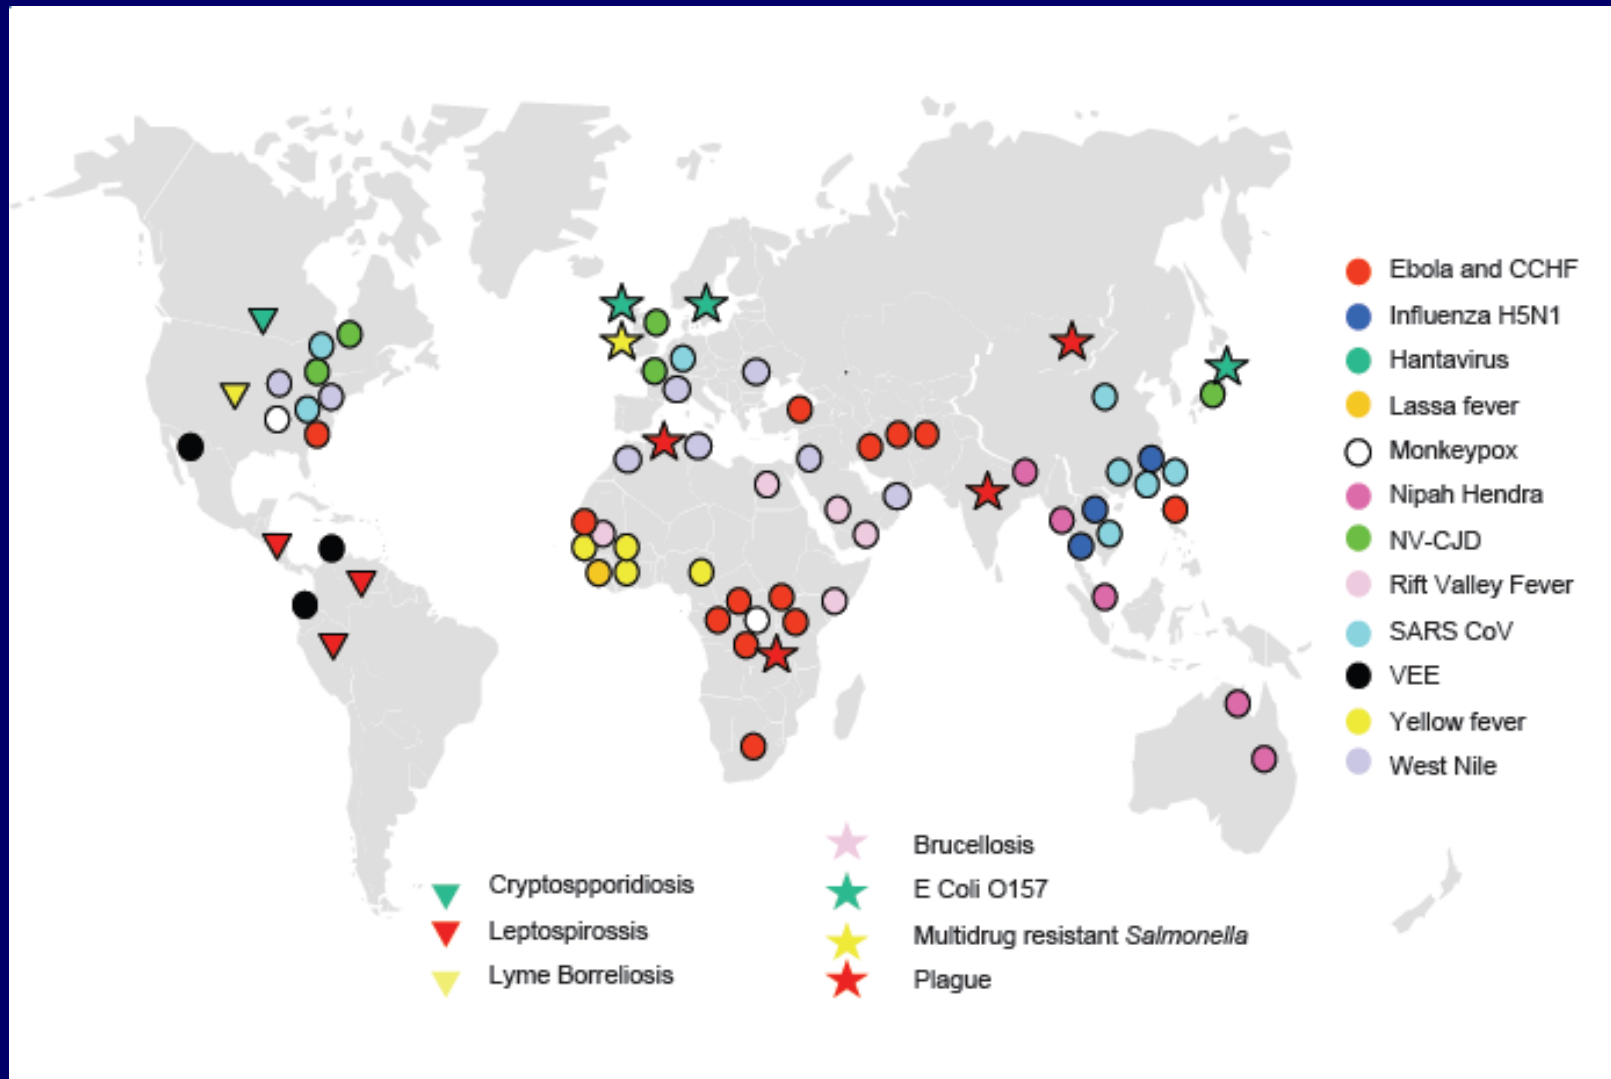 Ebola and CCHF
Influenza H5N1
Hantavirus
Lassa fever
Monkeypox
Nipah Hendra
NV-CJD
Rift Valley Fever
SARS CoV
VEE
Yellow fever
West Nile
Cryptospporidiosis
Leptospirossis
Lyme Borreliosis
Brucellosis
E Coli O157
Multidrug resistant Salmonella
Plague